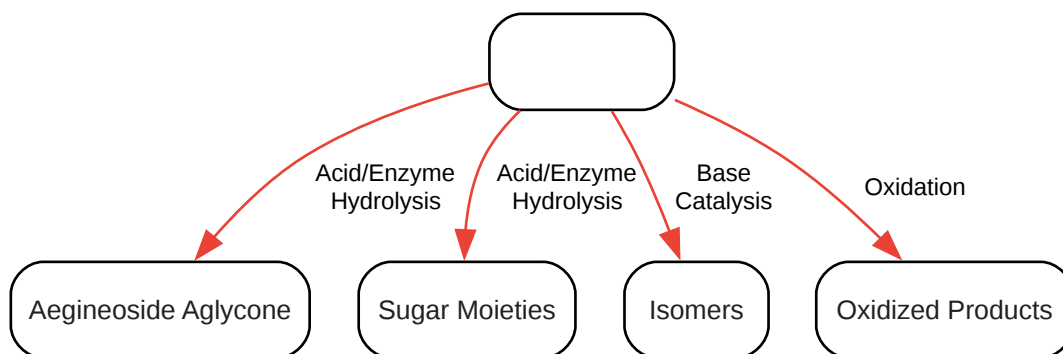 Acid/Enzyme
Hydrolysis
Acid/Enzyme
Hydrolysis
Base
Catalysis
Oxidation
Aegineoside Aglycone
Sugar Moieties
Isomers
Oxidized Products